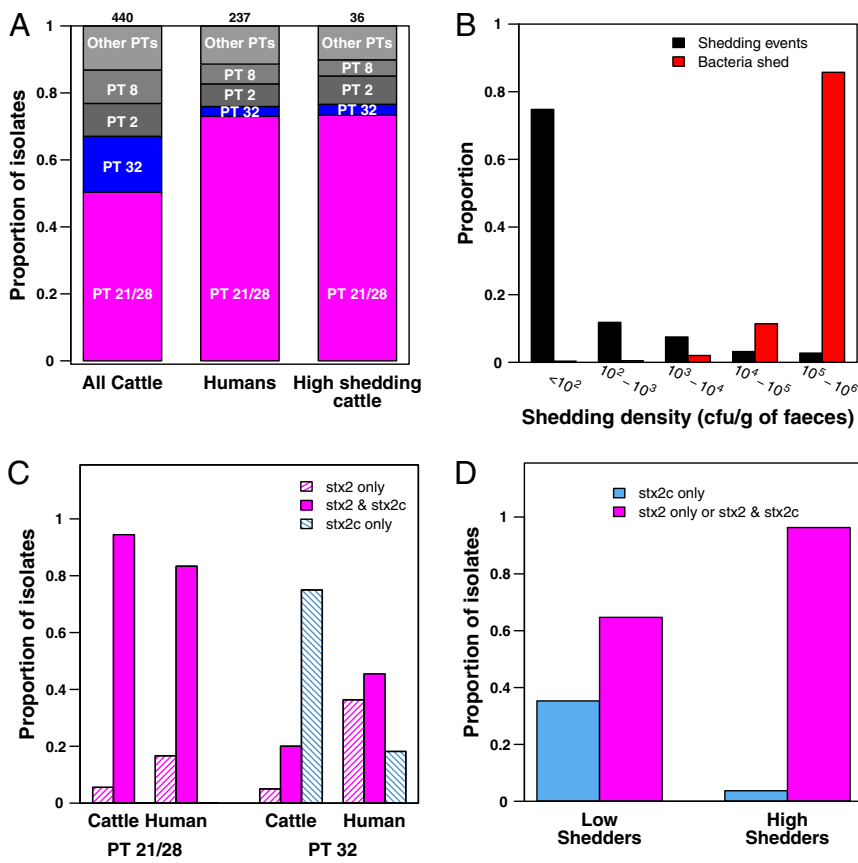 A
440
237
36
Other PTs
Other PTs
Other PTs
PT 8
PT 8
PT 8
PT 2
PT 2
PT 2
PT 32
PT 32
PT 32
PT 21/28
PT 21/28
PT 21/28
1
0.8
0.6
0.4
0.2
0
Proportion of isolates
All Cattle
Humans
High shedding
cattle
B
Shedding events
Bacteria shed
1
0.8
0.6
0.4
0.2
0
Proportion
<10²
10²−10³
10³−10⁴
10⁴−10⁵
10⁵−10⁶
Shedding density (cfu/g of faeces)
C
stx2 only
stx2 & stx2c
stx2c only
1
0.8
0.6
0.4
0.2
0
Proportion of isolates
Cattle Human
Cattle Human
PT 21/28
PT 32
D
stx2c only
stx2 only or stx2 & stx2c
1
0.8
0.6
0.4
0.2
0
Proportion of isolates
Low
Shedders
High
Shedders